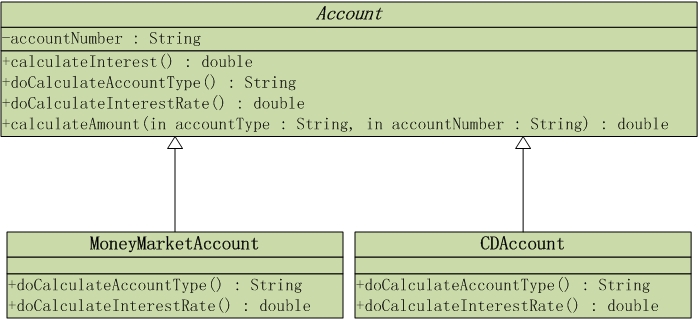 Account
-accountNumber : String
+calculateInterest() : double
+doCalculateAccountType() : String
+doCalculateInterestRate() : double
+calculateAmount(in accountType : String, in accountNumber : String) : double
MoneyMarketAccount
+doCalculateAccountType() : String
+doCalculateInterestRate() : double
CDAccount
+doCalculateAccountType() : String
+doCalculateInterestRate() : double